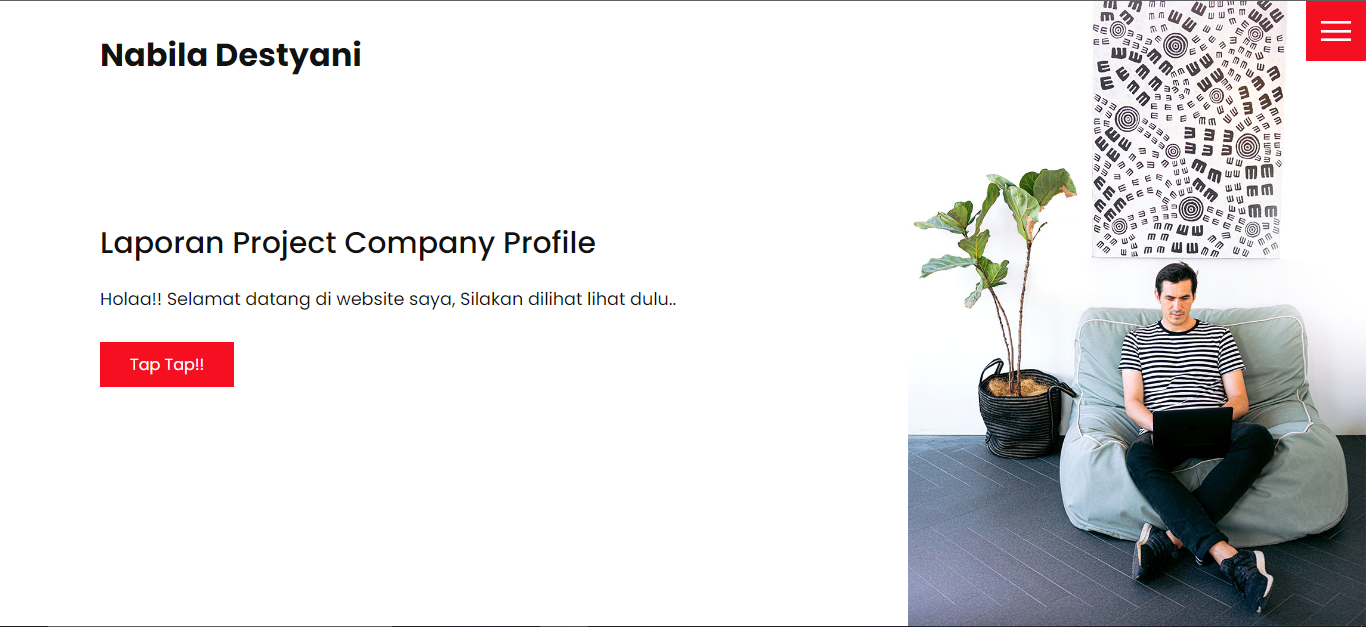 Nabila Destyani
Laporan Project Company Profile
Holaa!! Selamat datang di website saya, Silakan dilihat lihat dulu..
Tap Tap!!